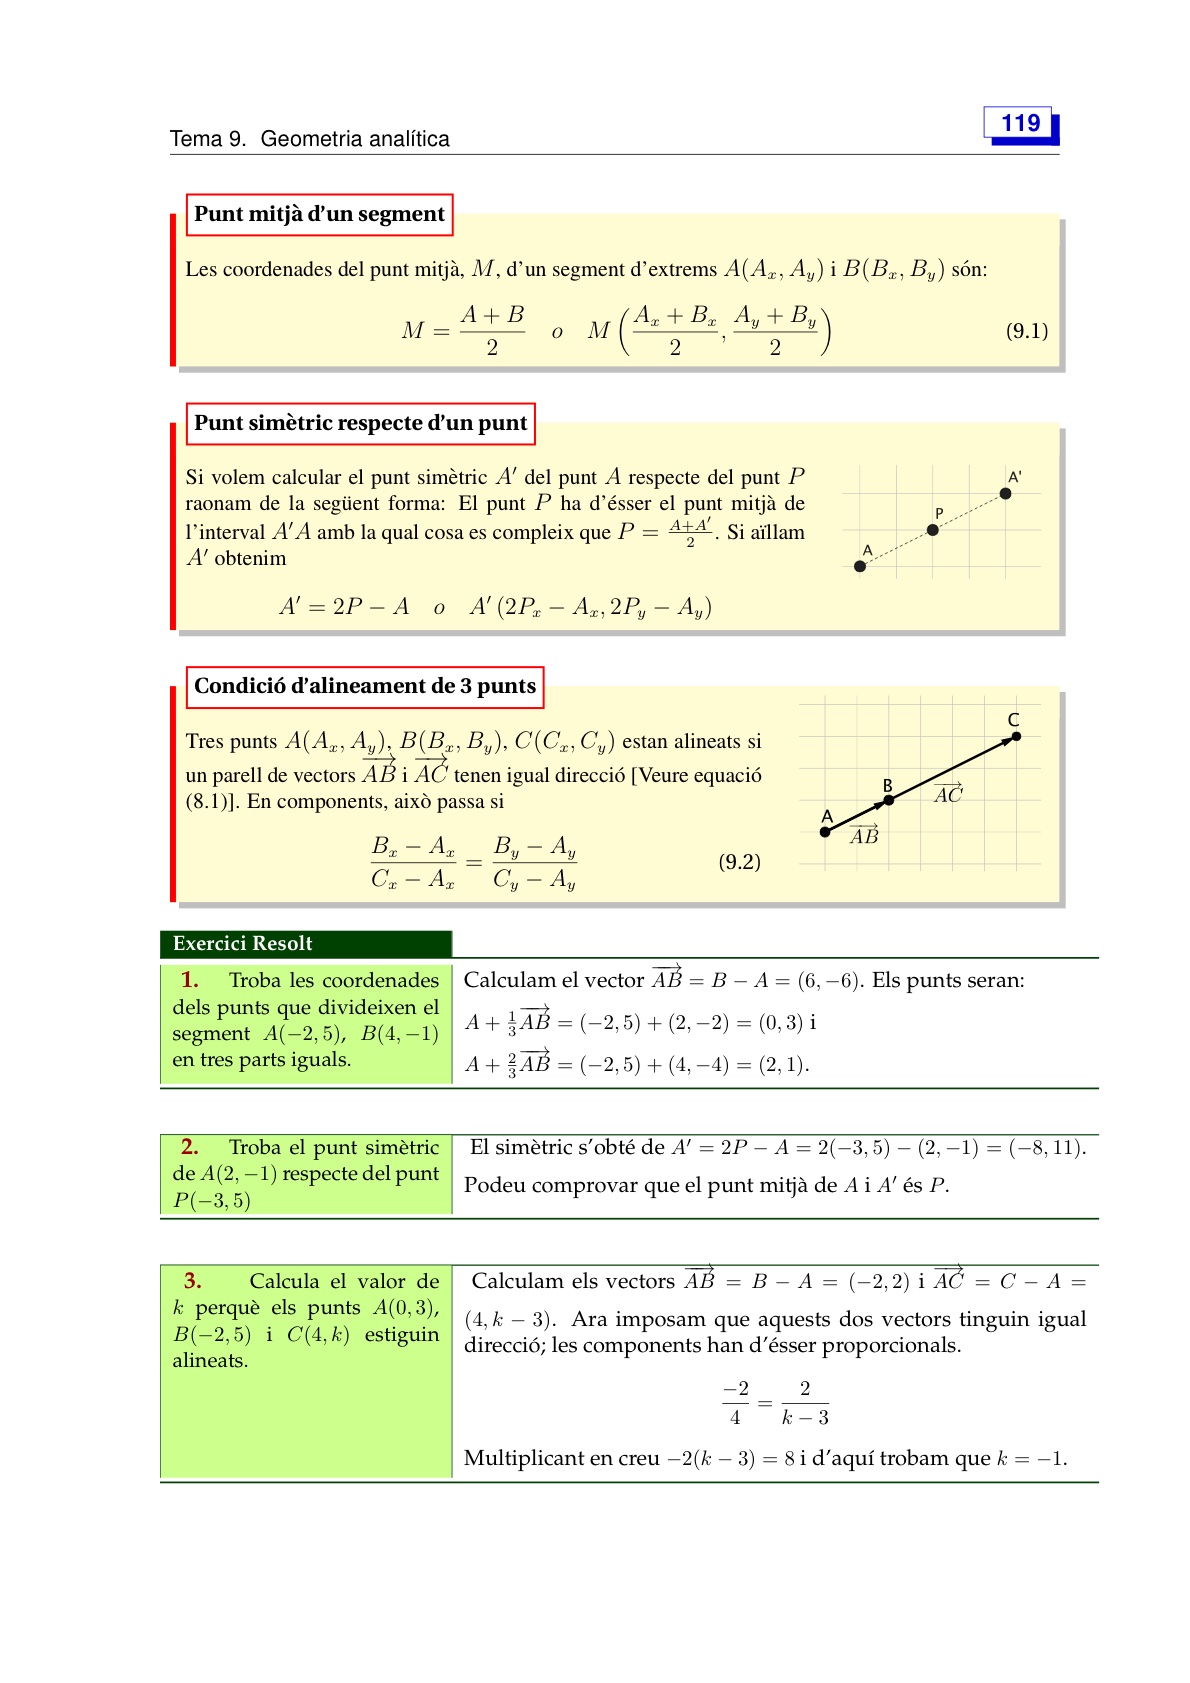 Tema 9. Geometria analítica
119
Punt mitjà d'un segment
Les coordenades del punt mitjà, M, d'un segment d'extrems A(Aₓ, A_y) i B(Bₓ, B_y) són:
M = \frac{A + B}{2} o M \left( \frac{A_x + B_x}{2}, \frac{A_y + B_y}{2} \right) (9.1)
Punt simètric respecte d'un punt
Si volem calcular el punt simètric A′ del punt A respecte del punt P
raonam de la següent forma: El punt P ha d'ésser el punt mitjà de
l'interval A′A amb la qual cosa es compleix que P = \frac{A+A'}{2}. Si aïllam
A′ obtenim
A′ = 2P − A o A′ (2Pₓ − Aₓ, 2P_y − A_y)
A'
P
A
Condició d'alineament de 3 punts
Tres punts A(Aₓ, A_y), B(Bₓ, B_y), C(Cₓ, C_y) estan alineats si
un parell de vectors \overrightarrow{AB} i \overrightarrow{AC} tenen igual direcció [Veure equació
(8.1)]. En components, això passa si
\frac{B_x − A_x}{C_x − A_x} = \frac{B_y − A_y}{C_y − A_y} (9.2)
C
B
\overrightarrow{AC}
A
\overrightarrow{AB}
Exercici Resolt
1. Troba les coordenades
dels punts que divideixen el
segment A(−2, 5), B(4, −1)
en tres parts iguals.
Calculam el vector \overrightarrow{AB} = B − A = (6, −6). Els punts seran:
A + \frac{1}{3}\overrightarrow{AB} = (−2, 5) + (2, −2) = (0, 3) i
A + \frac{2}{3}\overrightarrow{AB} = (−2, 5) + (4, −4) = (2, 1).
2. Troba el punt simètric
de A(2, −1) respecte del punt
P(−3, 5)
El simètric s'obté de A′ = 2P − A = 2(−3, 5) − (2, −1) = (−8, 11).
Podeu comprovar que el punt mitjà de A i A′ és P.
3. Calcula el valor de
k perquè els punts A(0, 3),
B(−2, 5) i C(4, k) estiguin
alineats.
Calculam els vectors \overrightarrow{AB} = B − A = (−2, 2) i \overrightarrow{AC} = C − A =
(4, k − 3). Ara imposam que aquests dos vectors tinguin igual
direcció; les components han d'ésser proporcionals.
\frac{−2}{4} = \frac{2}{k − 3}
Multiplicant en creu −2(k − 3) = 8 i d'aquí trobam que k = −1.